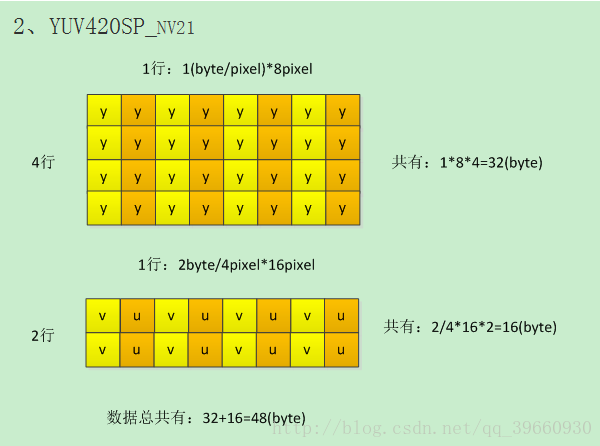 2、YUV420SP_NV21
1行：1(byte/pixel)*8pixel
y y y y y y y y
y y y y y y y y
4行
共有：1*8*4=32(byte)
y y y y y y y y
y y y y y y y y
1行：2byte/4pixel*16pixel
v u v u v u v u
2行
共有：2/4*16*2=16(byte)
v u v u v u v u
数据总共有：32+16=48(byte)
http://blog.csdn.net/qq_39660930